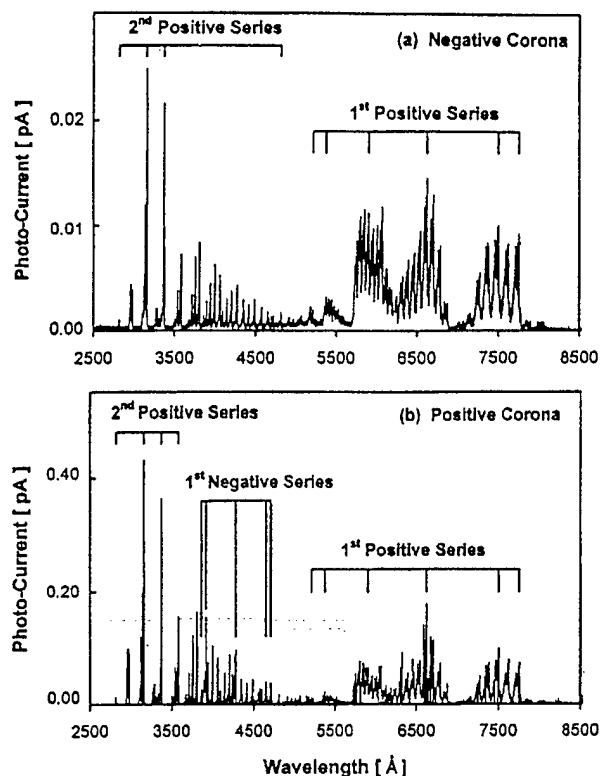 2nd Positive Series
(a) Negative Corona
1st Positive Series
Photo-Current [ pA ]
0.02
0.01
0.00
2500 3500 4500 5500 6500 7500 8500
(b) Positive Corona
2nd Positive Series
1st Negative Series
1st Positive Series
Photo-Current [ pA ]
0.40
0.20
0.00
2500 3500 4500 5500 6500 7500 8500
Wavelength [ Å ]